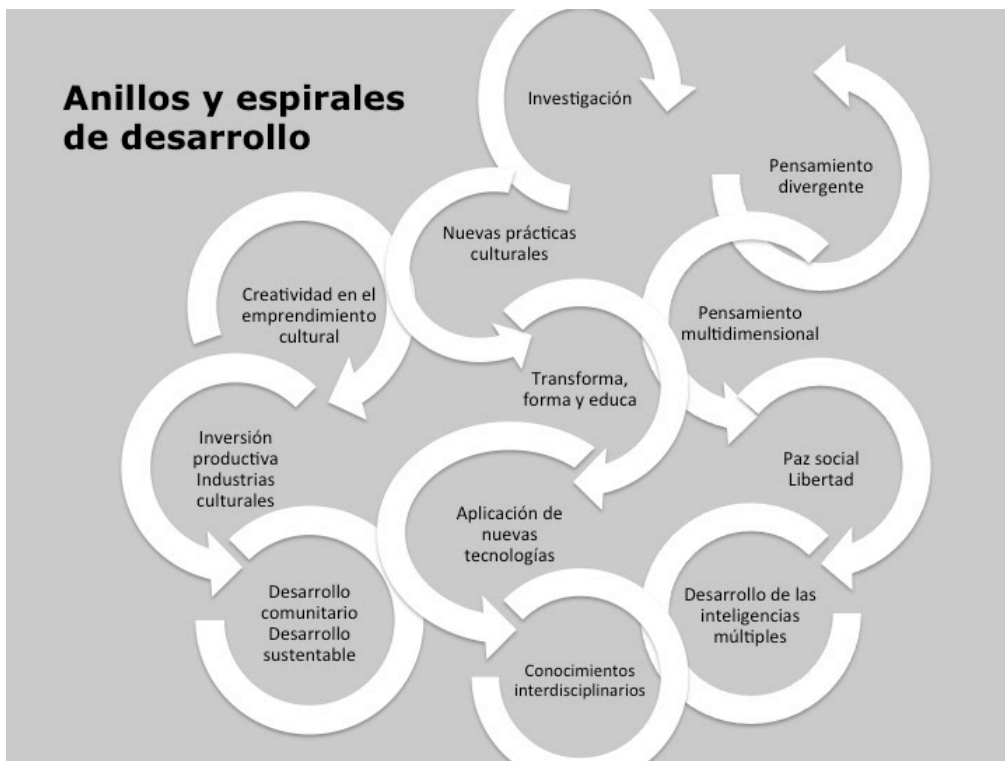 Anillos y espirales
de desarrollo
Investigación
Pensamiento
divergente
Nuevas prácticas
culturales
Creatividad en el
emprendimiento
cultural
Pensamiento
multidimensional
Transforma,
forma y educa
Inversión
productiva
Industrias
culturales
Paz social
Libertad
Aplicación de
nuevas
tecnologías
Desarrollo
comunitario
Desarrollo
sustentable
Desarrollo de las
inteligencias
múltiples
Conocimientos
interdisciplinarios